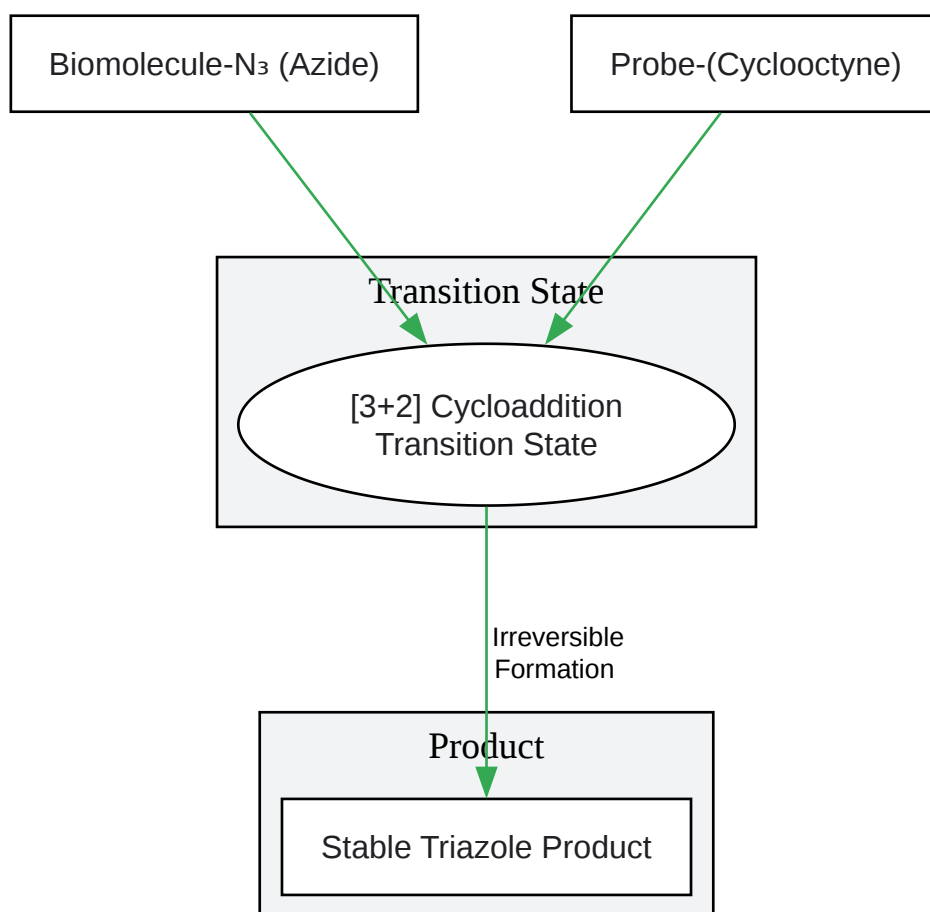 Biomolecule-N₃ (Azide)
Probe-(Cyclooctyne)
Transition State
[3+2] Cycloaddition
Transition State
Irreversible
Formation
Product
Stable Triazole Product